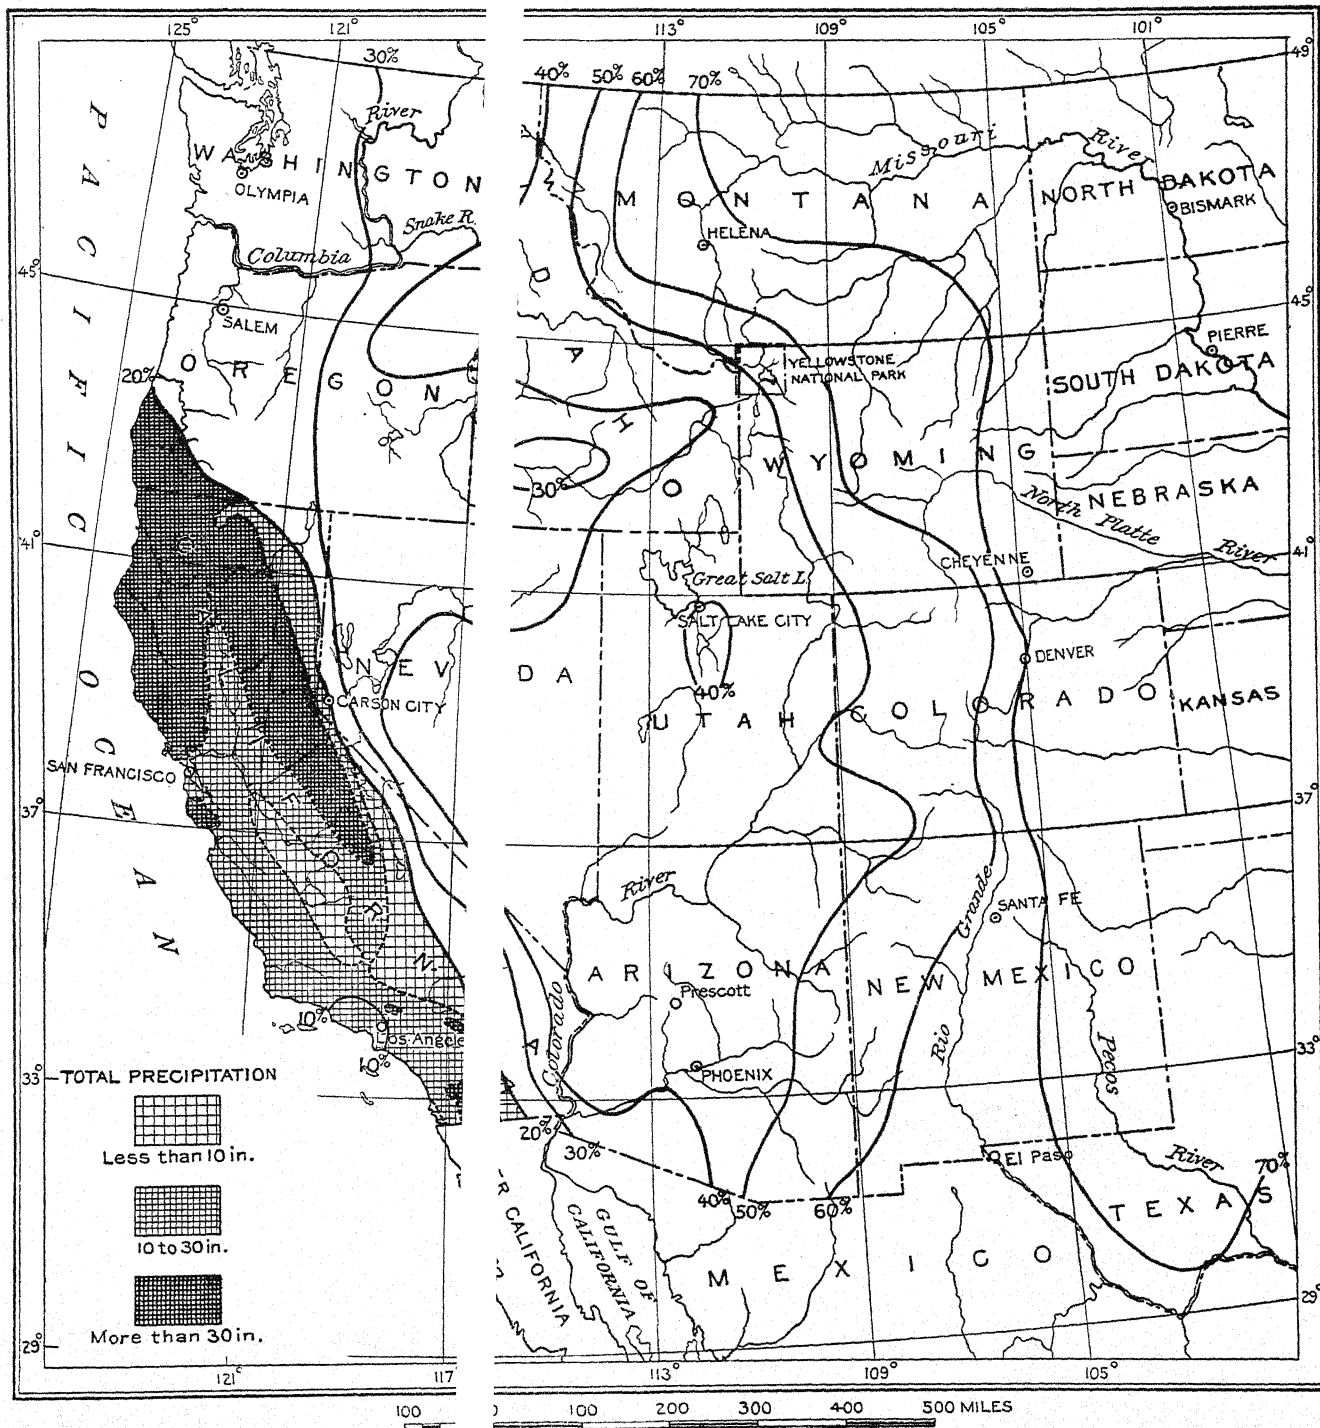 125° 121° 113° 109° 105° 101°
49°
30% 40% 50% 60% 70%
PACIFIC OCEAN
River
Missouri River
WASHINGTON
OLYMPIA
MONTANA
NORTH DAKOTA
BISMARK
Snake R.
HELENA
Columbia
45° 45°
SALEM
PIERRE
YELLOWSTONE
NATIONAL PARK
SOUTH DAKOTA
20%
OREGON
DAHO
WYOMING
30%
NEBRASKA
North Platte River
41° 41°
CHEYENNE
Great Salt L.
SALT LAKE CITY
DENVER
NEV DA
40%
CARSON CITY
UTAH
COLORADO
KANSAS
SAN FRANCISCO
CALIFORN
37° 37°
River
Grande
SANTA FE
ARIZONA
NEW MEXICO
Prescott
Colorado
Rio
Pecos
10%
Los Angele
10%
33° 33°
PHOENIX
TOTAL PRECIPITATION
Less than 10 in.
10 to 30 in.
More than 30 in.
20%
30%
El Paso
River
70%
40% 50% 60%
TEXAS
R CALIFORNIA
GULF OF
CALIFORNIA
MEXICO
29° 29°
121° 117 113° 109° 105°
100 0 100 200 300 400 500 MILES